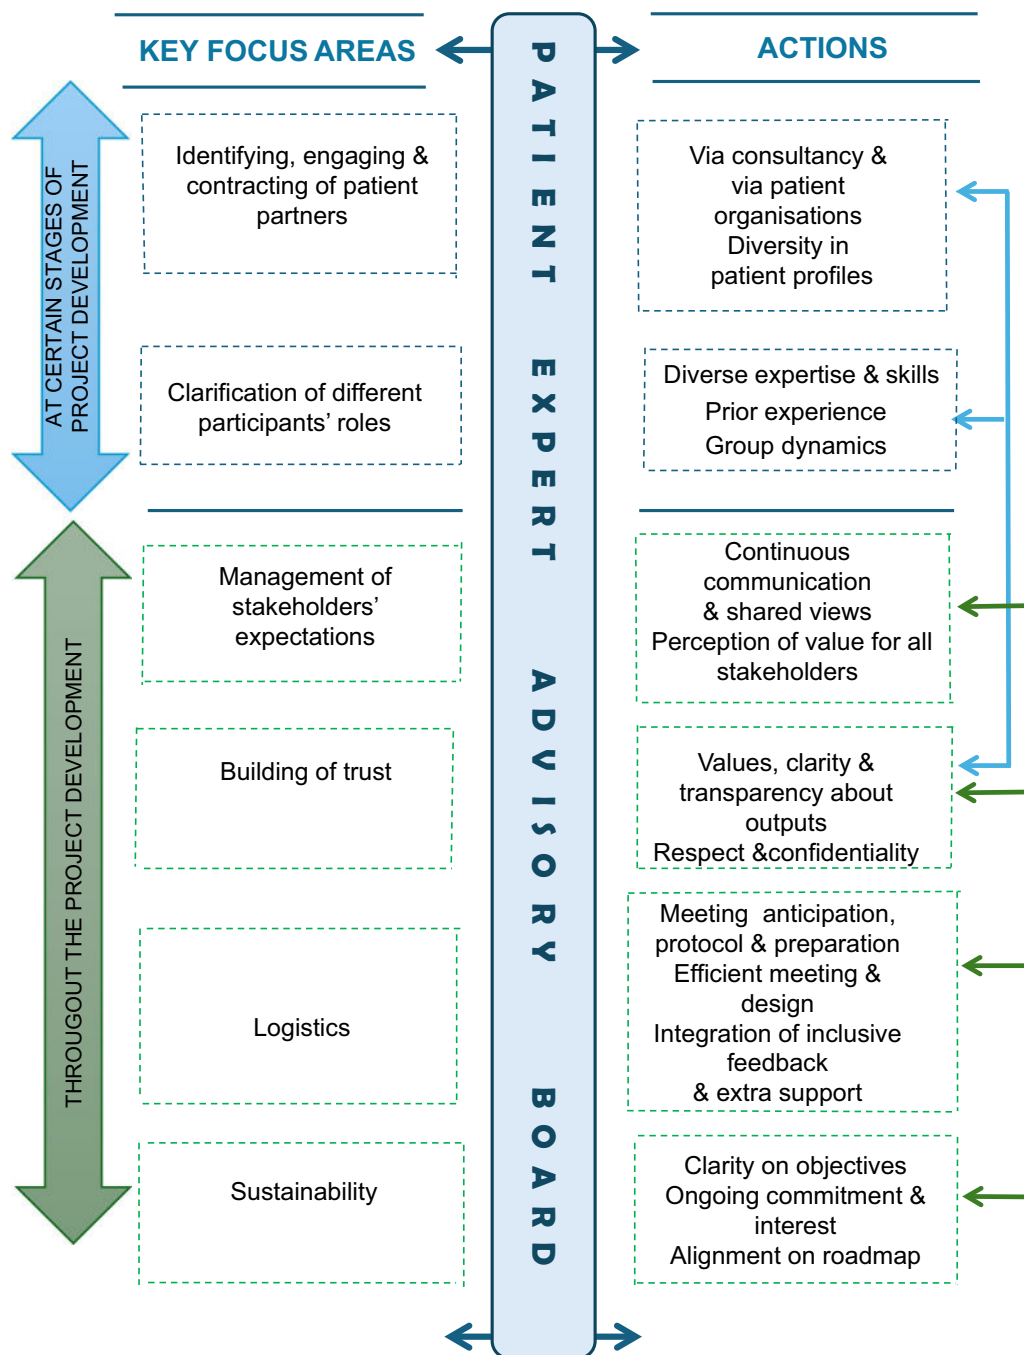 KEY FOCUS AREAS
ACTIONS
PATIENT EXPERT ADVISORY BOARD
AT CERTAIN STAGES OF
PROJECT DEVELOPMENT
Identifying, engaging &
contracting of patient
partners
Via consultancy &
via patient
organisations
Diversity in
patient profiles
Clarification of different
participants’ roles
Diverse expertise & skills
Prior experience
Group dynamics
THROUGOUT THE PROJECT DEVELOPMENT
Management of
stakeholders’
expectations
Continuous
communication
& shared views
Perception of value for all
stakeholders
Building of trust
Values, clarity &
transparency about
outputs
Respect &confidentiality
Logistics
Meeting anticipation,
protocol & preparation
Efficient meeting &
design
Integration of inclusive
feedback
& extra support
Sustainability
Clarity on objectives
Ongoing commitment &
interest
Alignment on roadmap